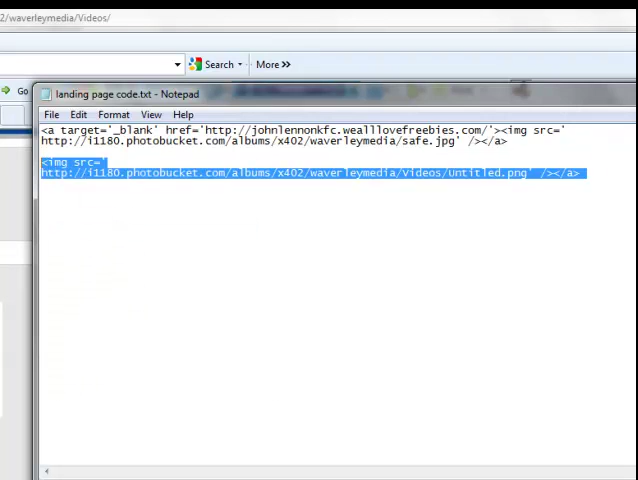 2/waverleymedia/Videos/
Search
More »
Go
landing page code.txt - Notepad
File Edit Format View Help
<a target='_blank' href='http://johnlennonkfc.wealllovefreebies.com/'><img src='
http://i1180.photobucket.com/albums/x402/waverleymedia/safe.jpg' /></a>
<img src='
http://i1180.photobucket.com/albums/x402/waverleymedia/Videos/Untitled.png' /></a>